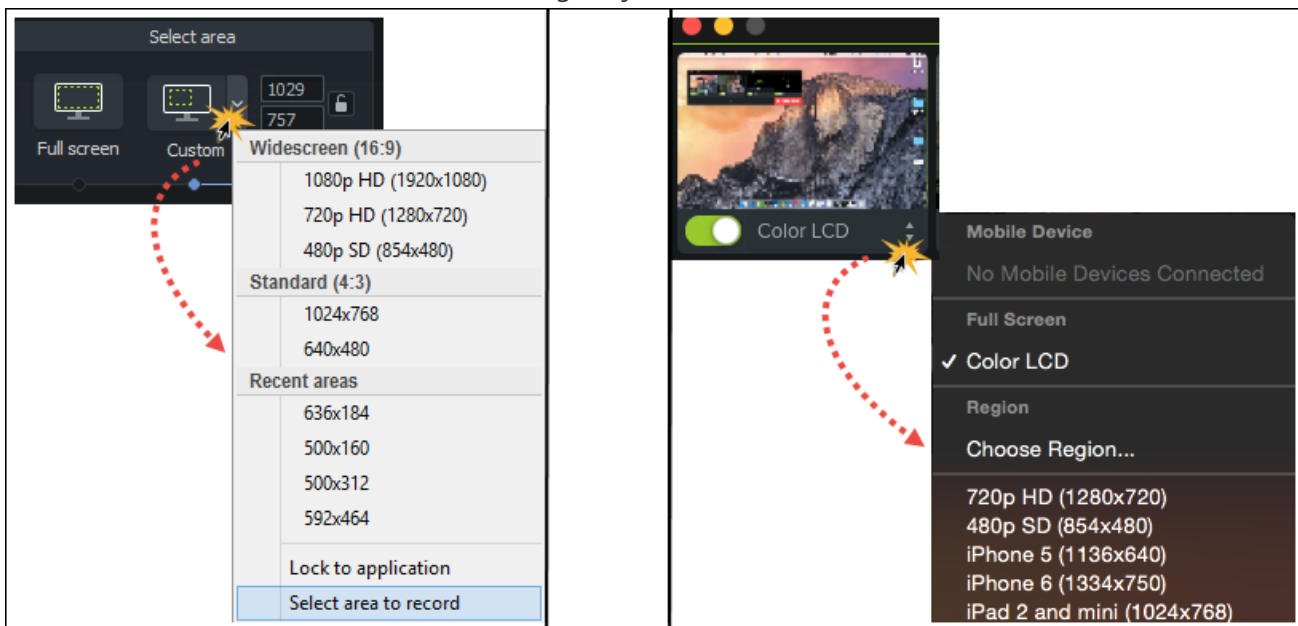 Select area
1029
757
Full screen
Custom
Widescreen (16:9)
1080p HD (1920x1080)
720p HD (1280x720)
480p SD (854x480)
Standard (4:3)
1024x768
640x480
Recent areas
636x184
500x160
500x312
592x464
Lock to application
Select area to record
Color LCD
Mobile Device
No Mobile Devices Connected
Full Screen
✓ Color LCD
Region
Choose Region...
720p HD (1280x720)
480p SD (854x480)
iPhone 5 (1136x640)
iPhone 6 (1334x750)
iPad 2 and mini (1024x768)